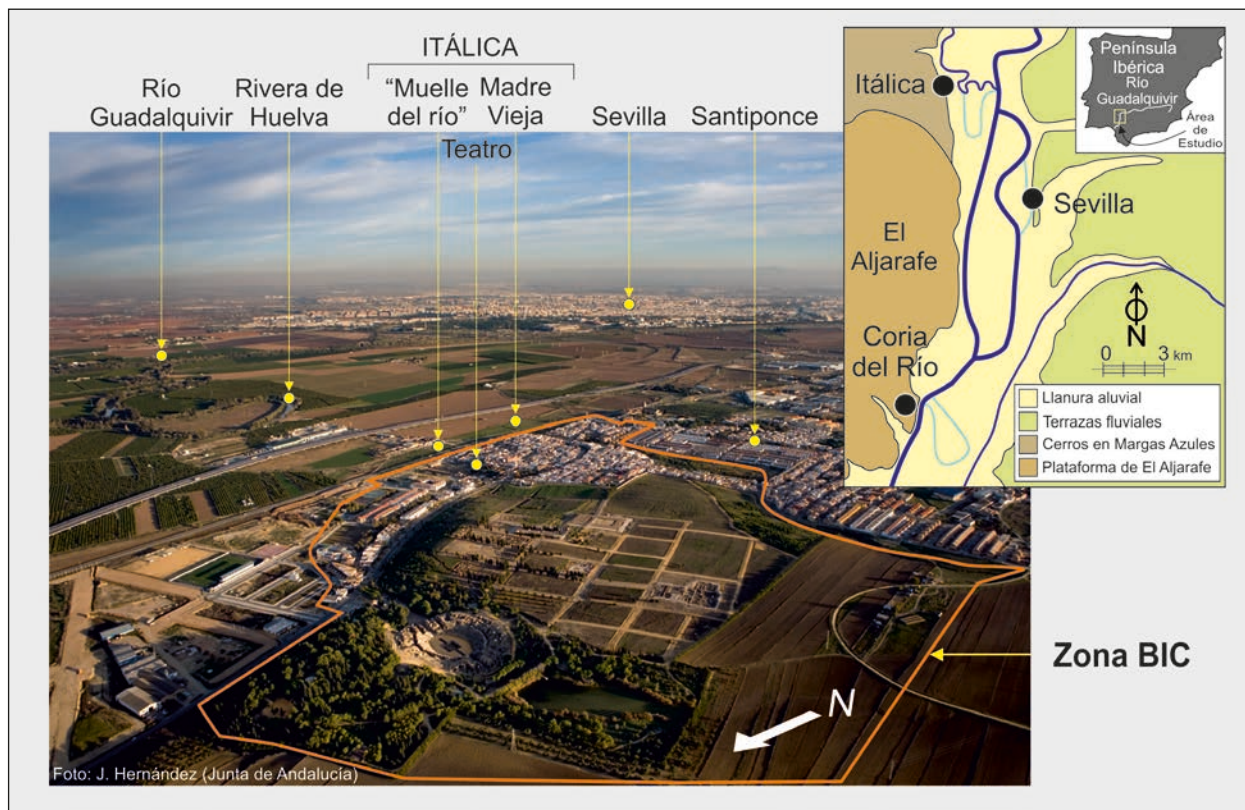 ITÁLICA
Río
Guadalquivir
Rivera de
Huelva
“Muelle
del río”
Teatro
Madre
Vieja
Sevilla
Santiponce
Itálica
Sevilla
El
Aljarafe
Coria
del Río
Península
Ibérica
Río
Guadalquivir
Área
de
Estudio
N
0 3 km
Llanura aluvial
Terrazas fluviales
Cerros en Margas Azules
Plataforma de El Aljarafe
Zona BIC
N
Foto: J. Hernández (Junta de Andalucía)